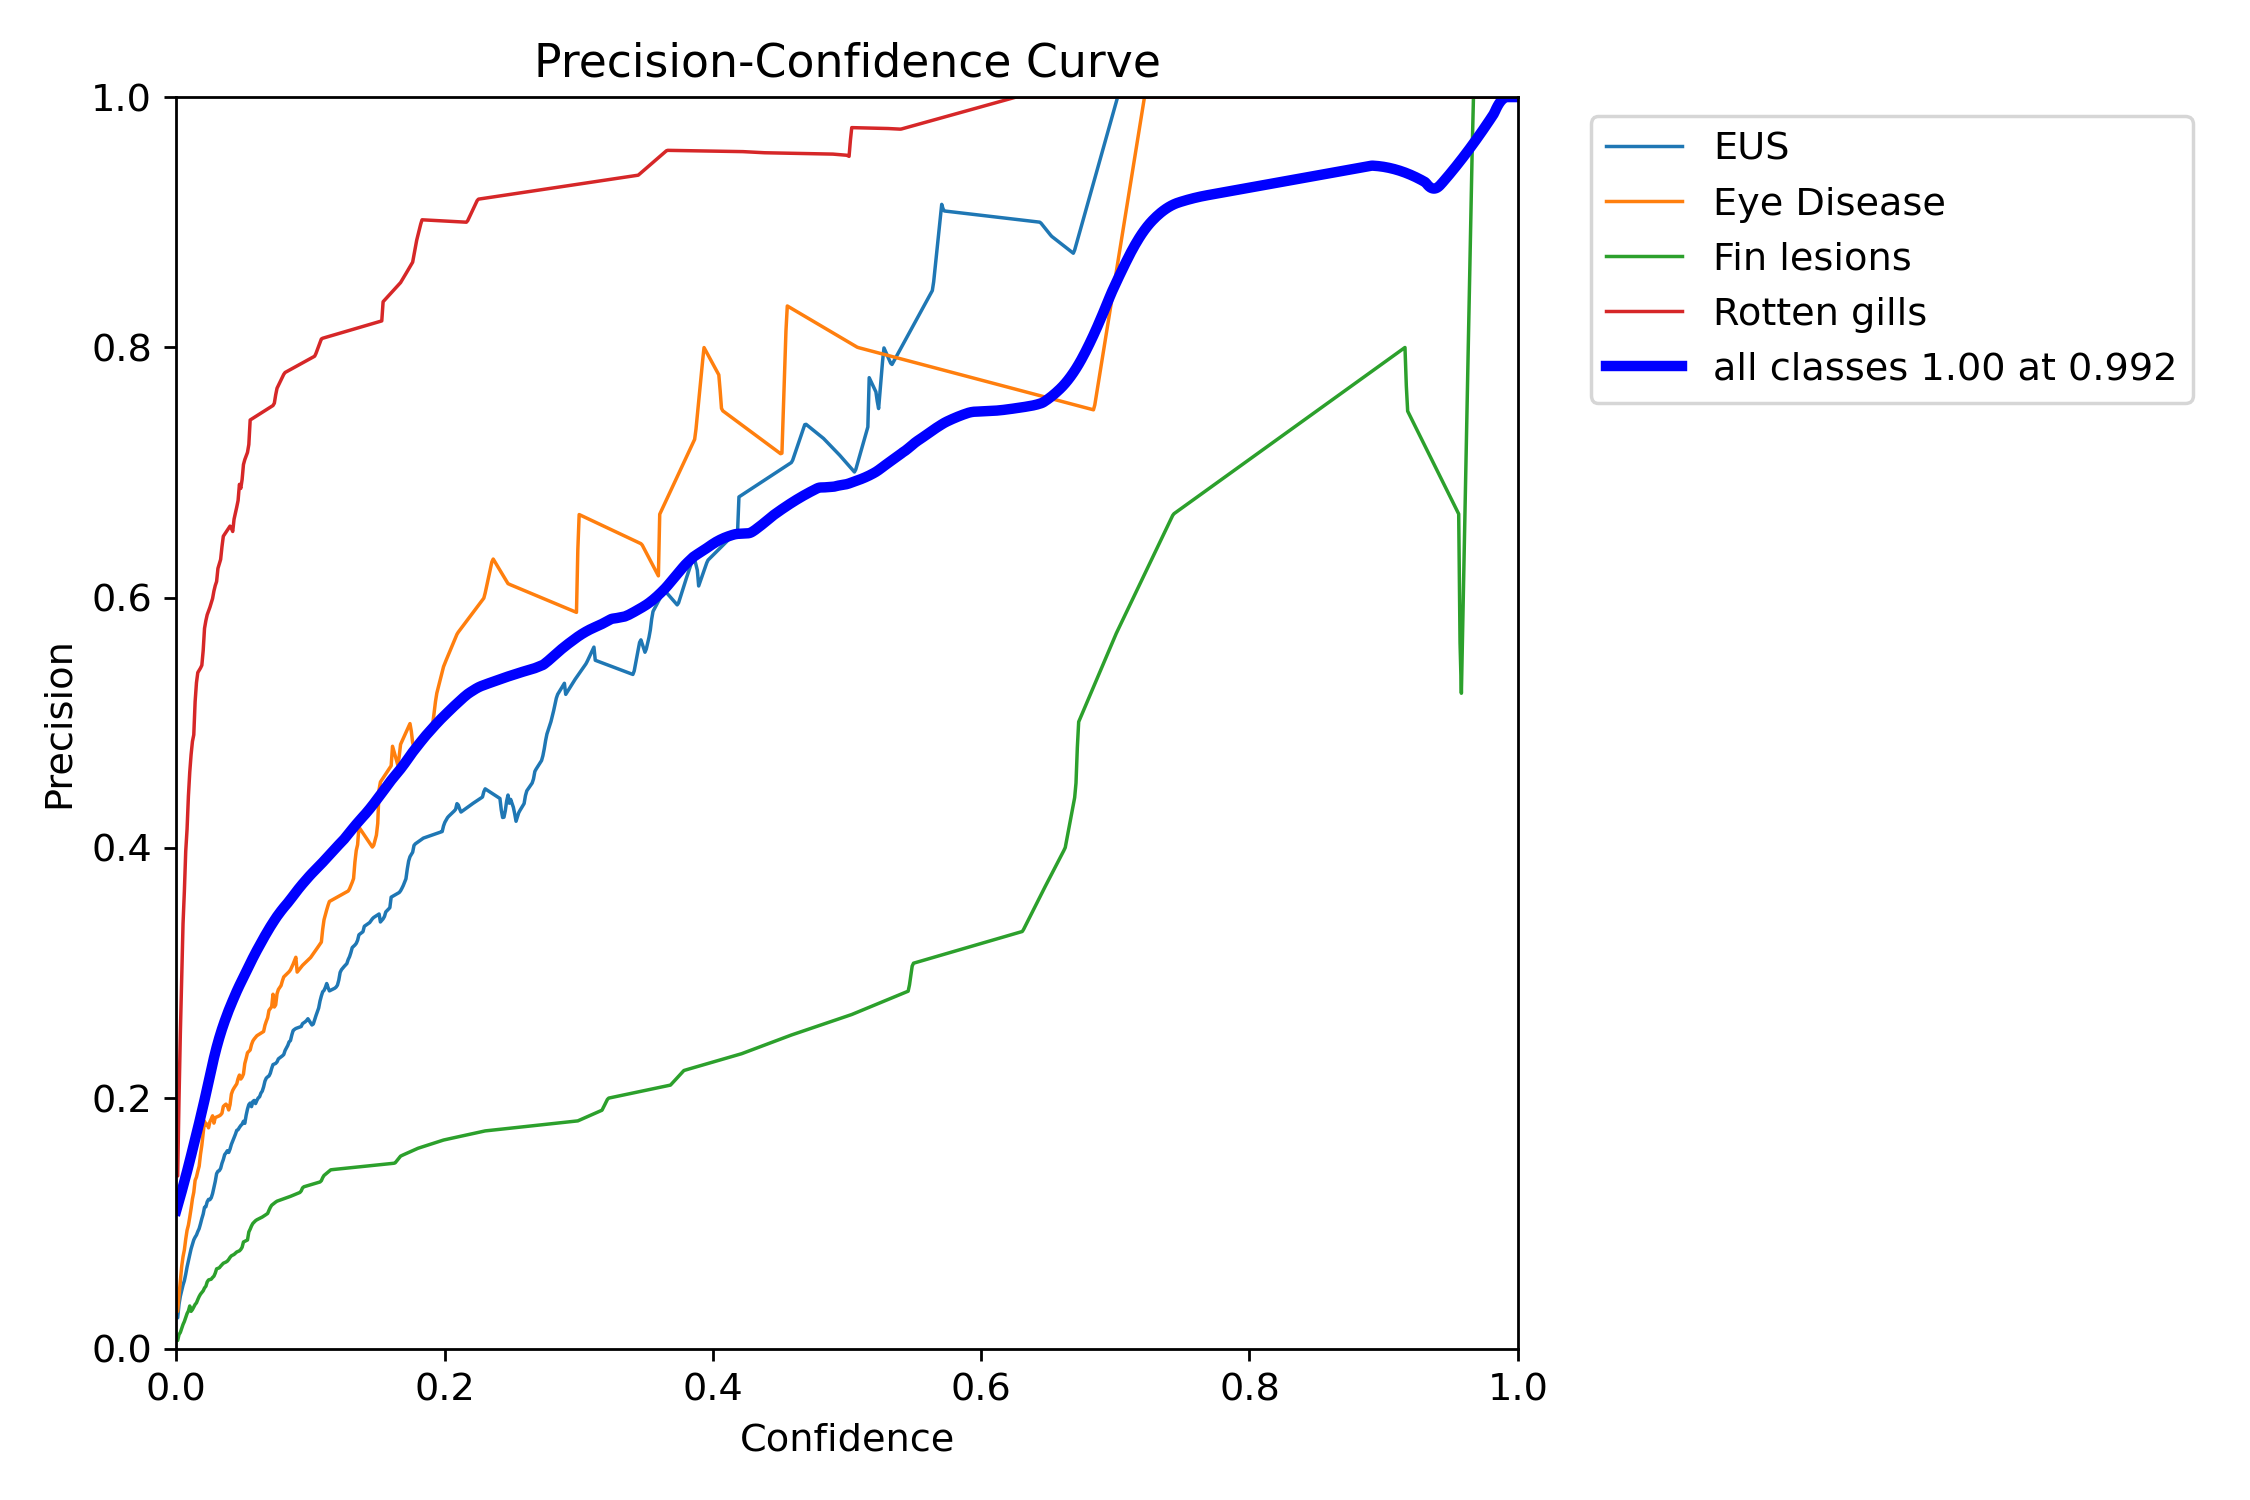 Precision-Confidence Curve
1.0
0.8
0.6
0.4
0.2
0.0
Precision
0.0 0.2 0.4 0.6 0.8 1.0
Confidence
EUS
Eye Disease
Fin lesions
Rotten gills
all classes 1.00 at 0.992